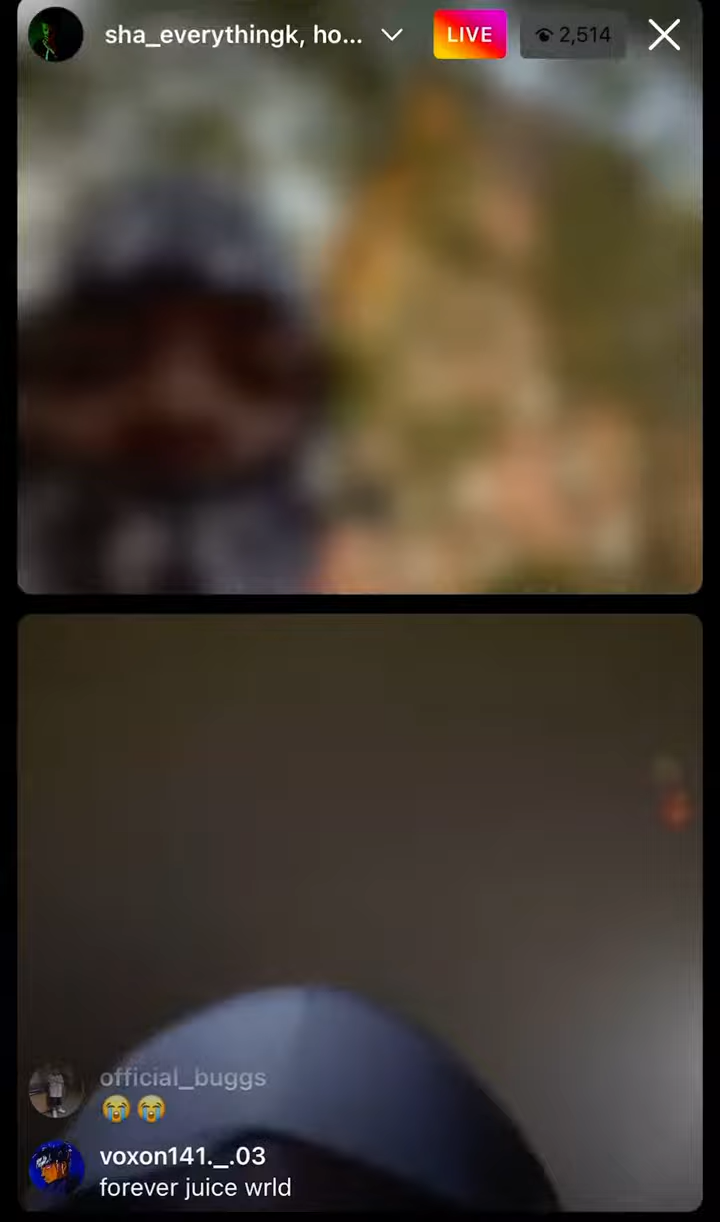 sha_everythingk, ho...
LIVE
2,514
official_buggs
😭😭
voxon141._.03
forever juice wrld